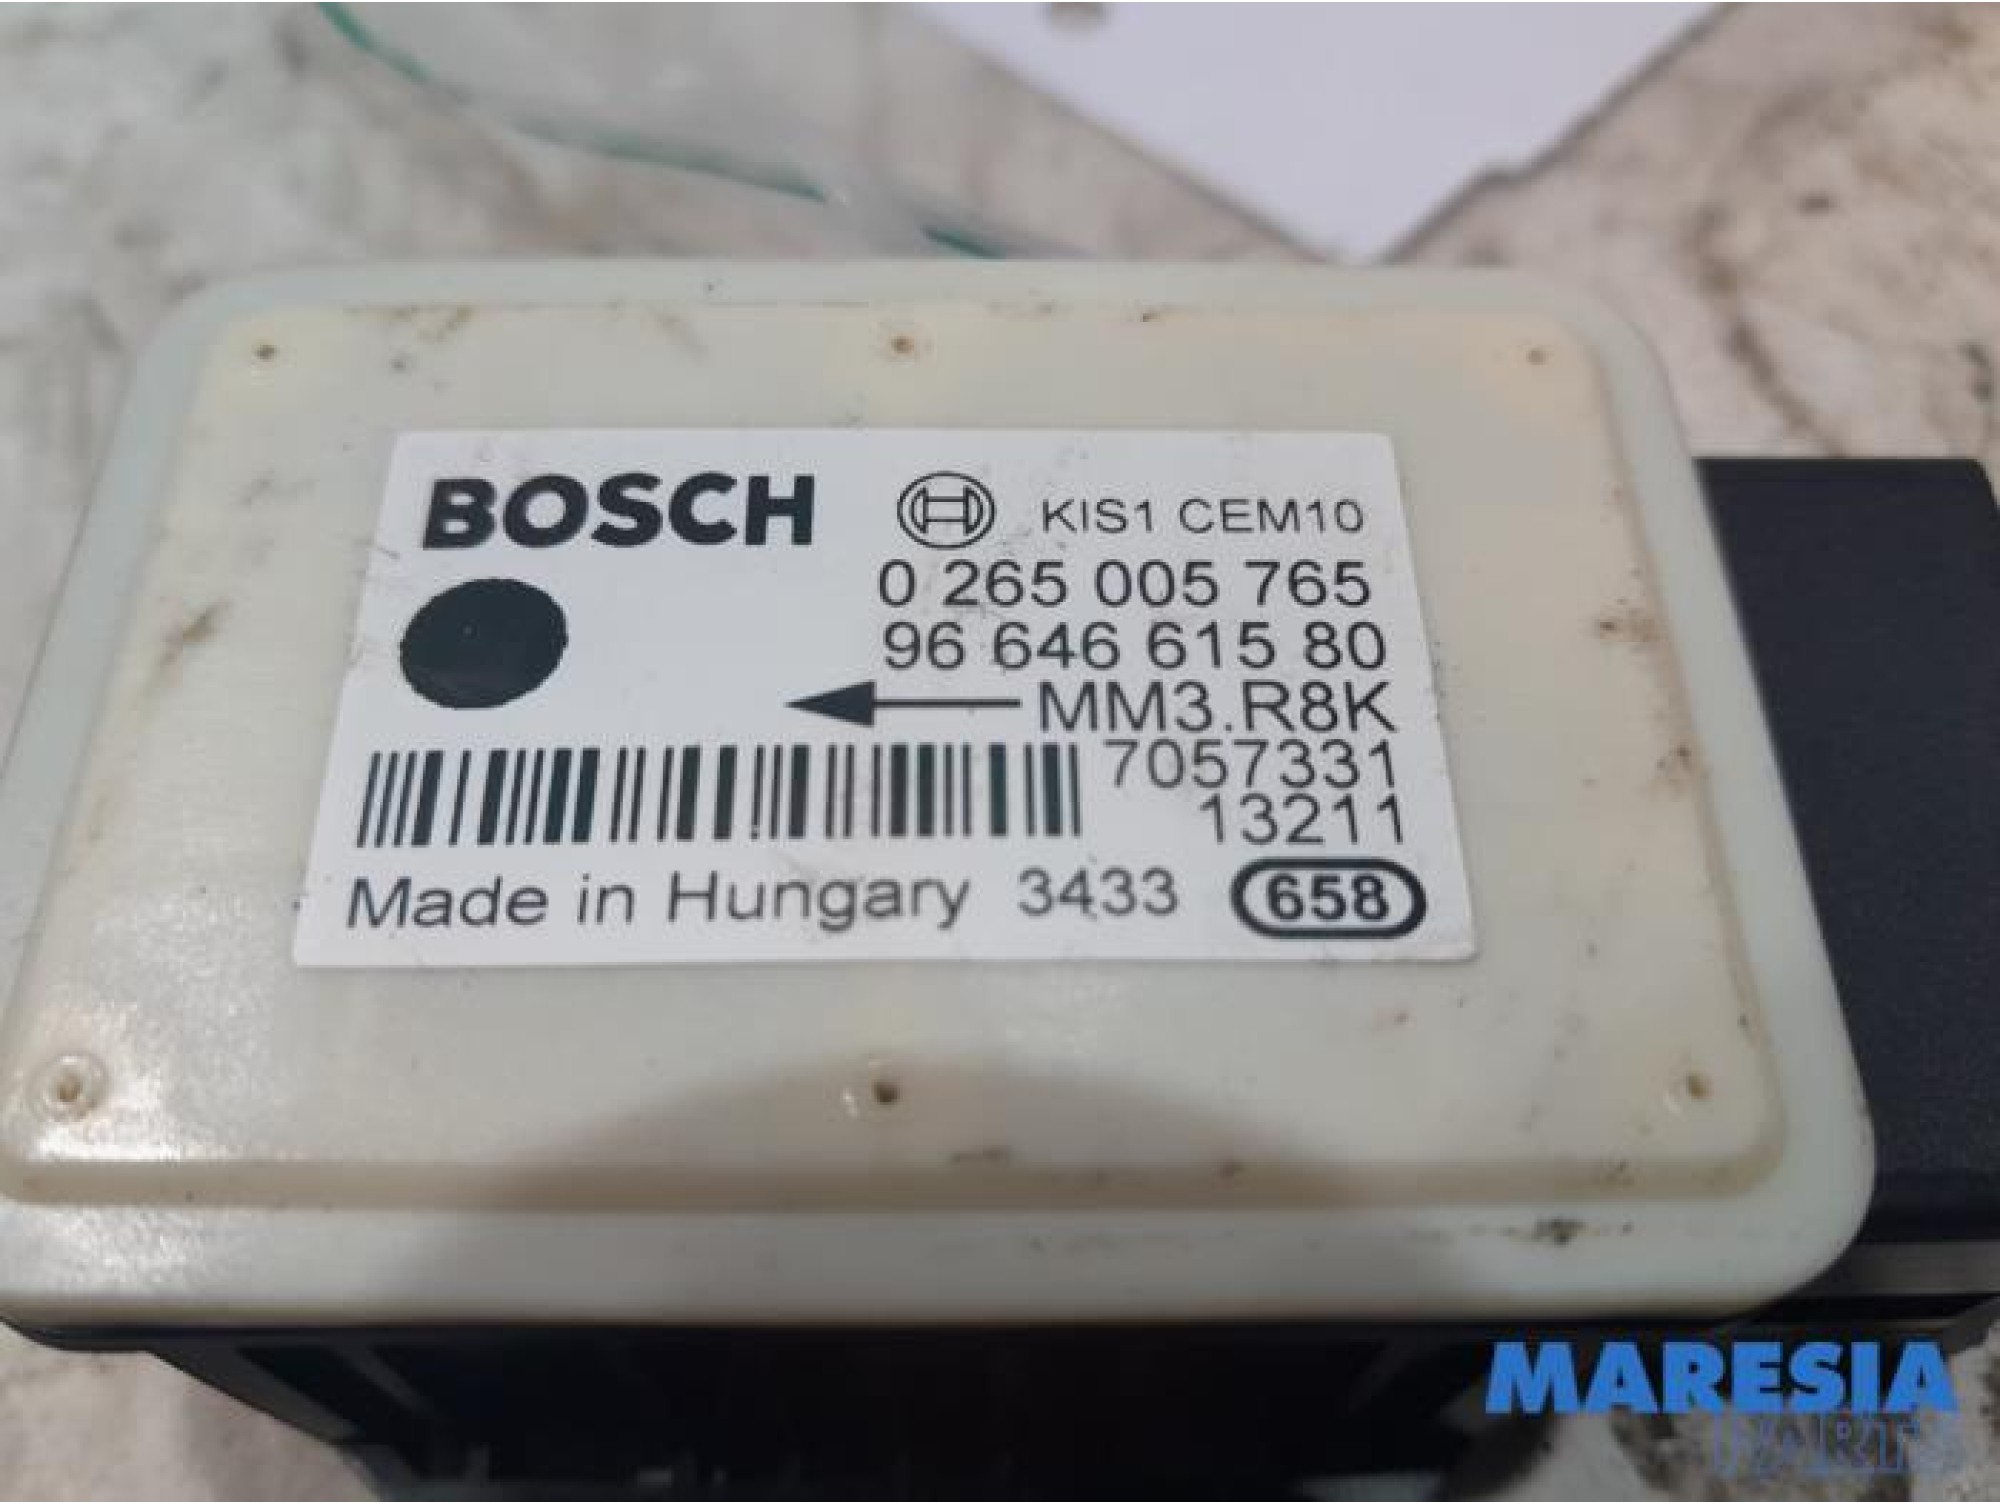 BOSCH KIS1 CEM10
0 265 005 765
96 646 615 80
MM3.R8K
7057331
13211
Made in Hungary 3433 658
MARESIA
PARTS